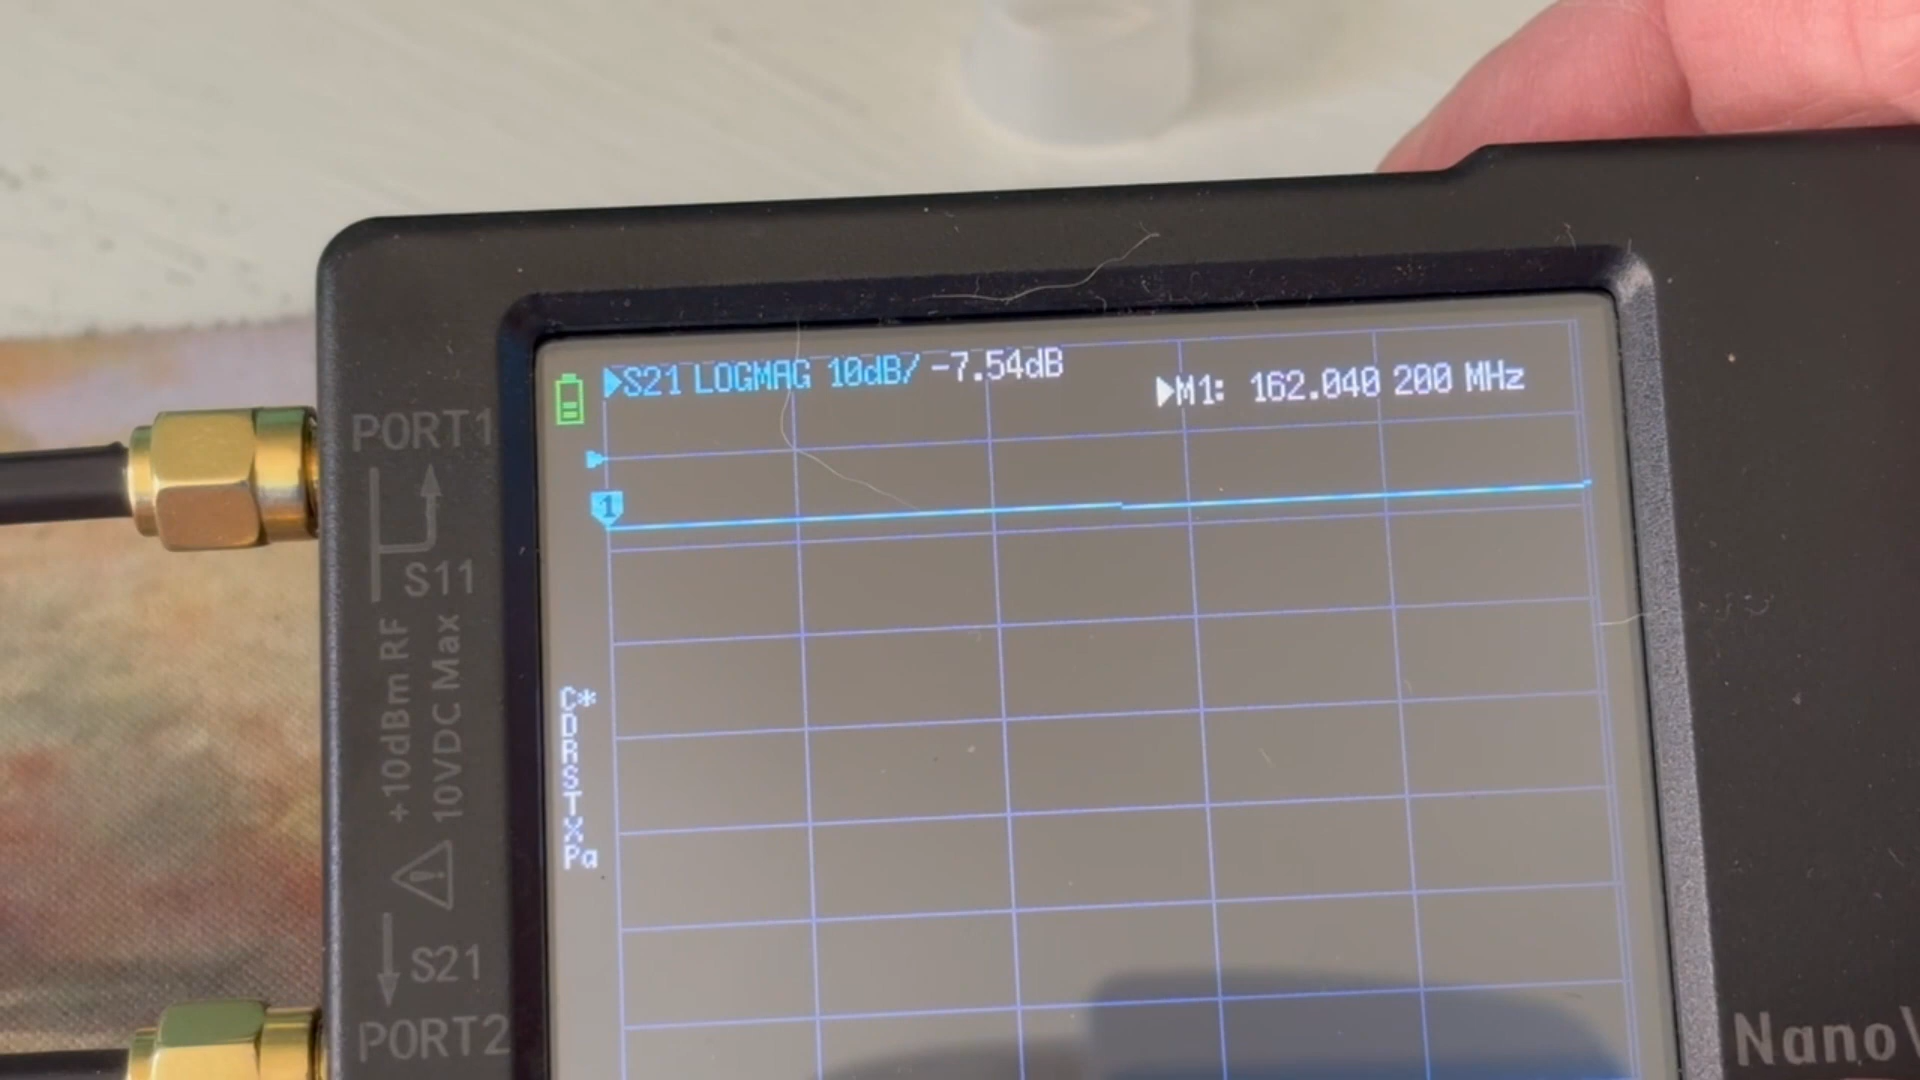 S21 LOGMAG 10dB/ -7.54dB
M1: 162.040 200 MHz
1
PORT1
S11
+10dBm RF
10VDC Max
C*
D
R
S
T
X
Pa
S21
PORT2
Nano